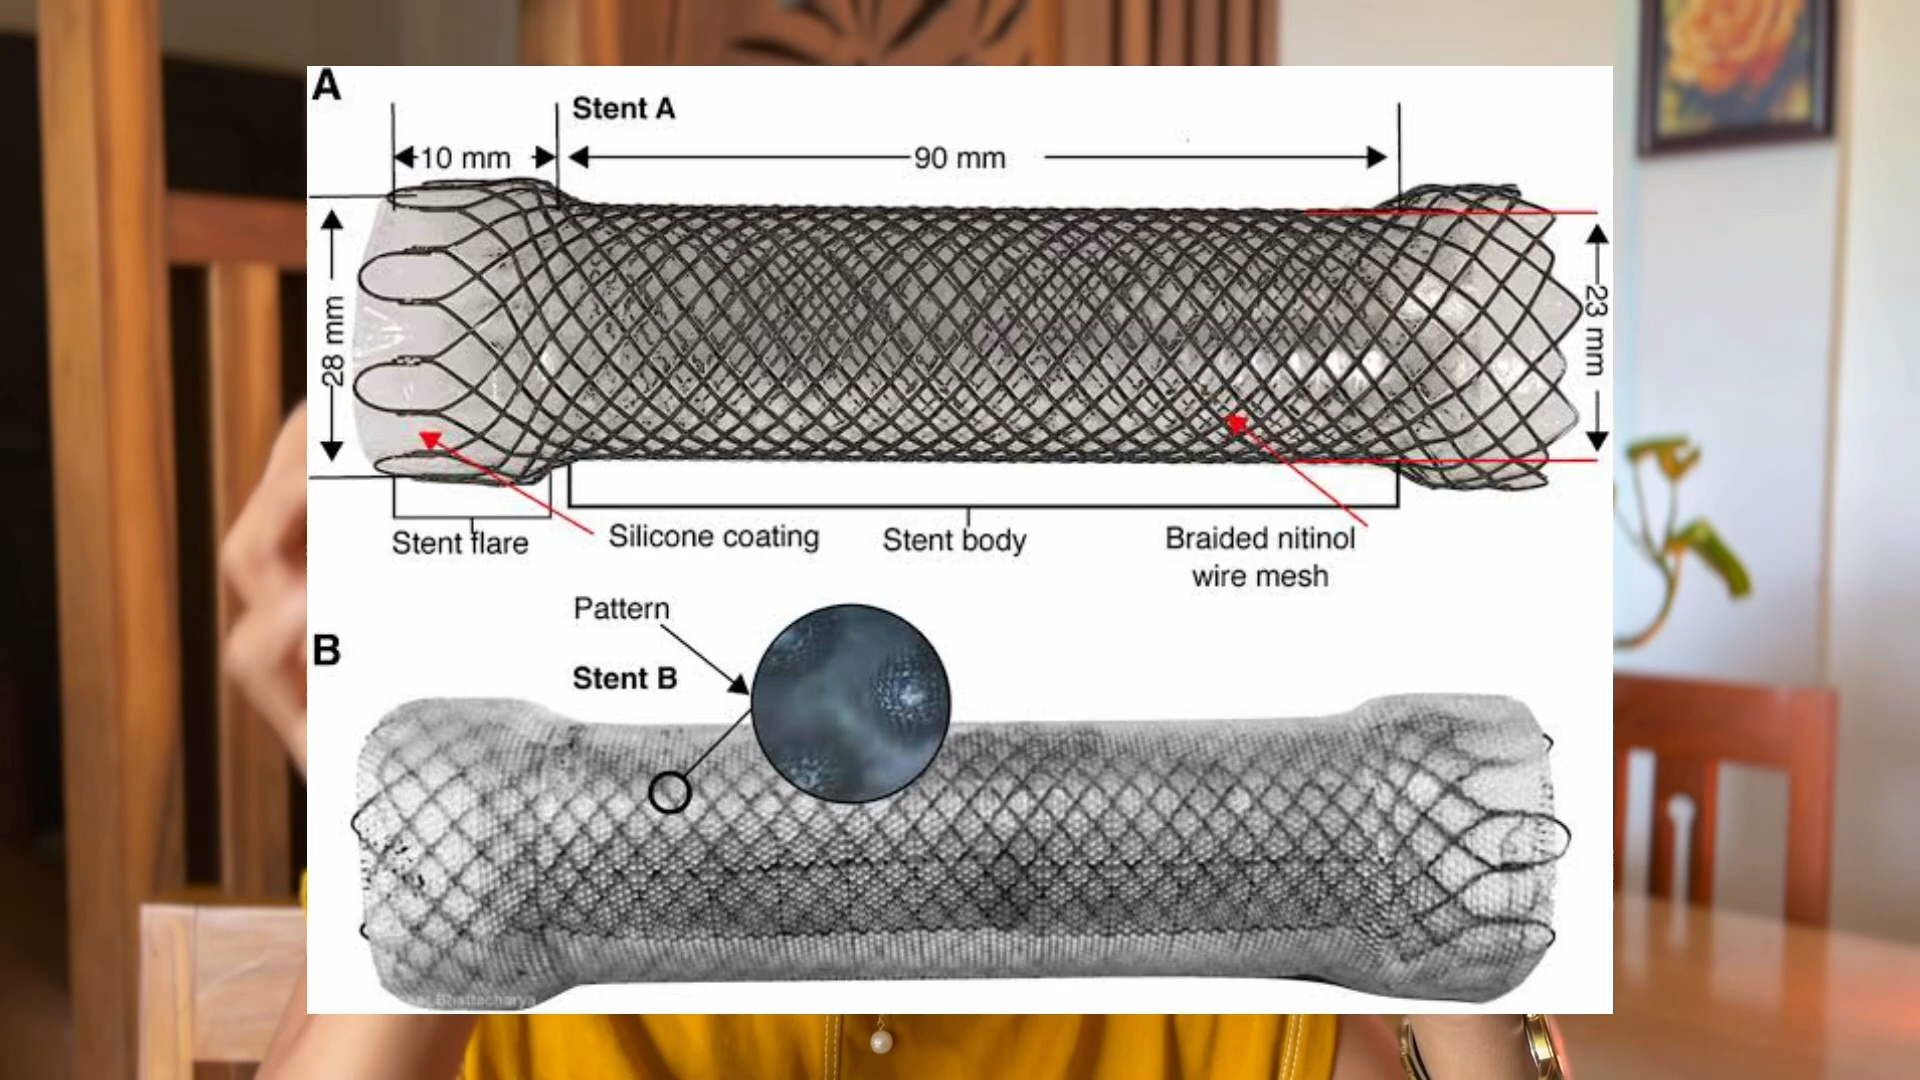 A
Stent A
10 mm
90 mm
28 mm
23 mm
Stent flare
Silicone coating
Stent body
Braided nitinol
wire mesh
Pattern
B
Stent B
Bhattacharya